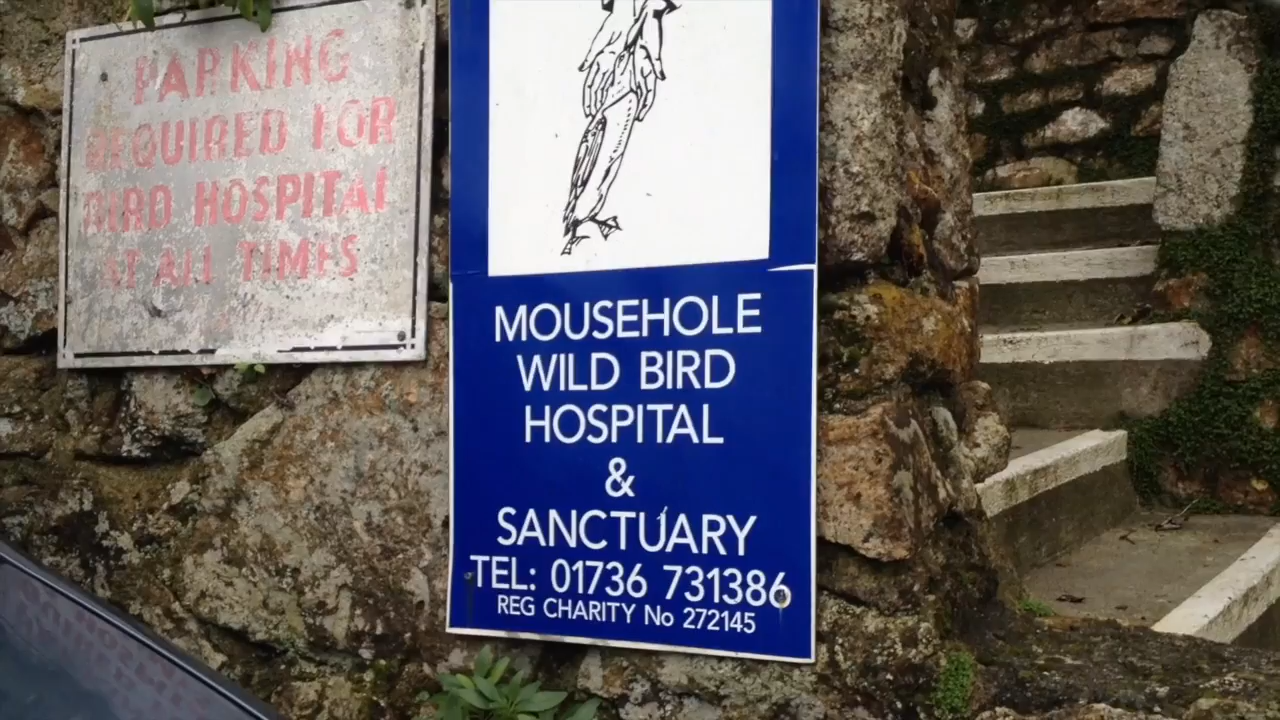 PARKING
REQUIRED FOR
BIRD HOSPITAL
AT ALL TIMES
MOUSEHOLE
WILD BIRD
HOSPITAL
&
SANCTUARY
TEL: 01736 731386
REG CHARITY No 272145